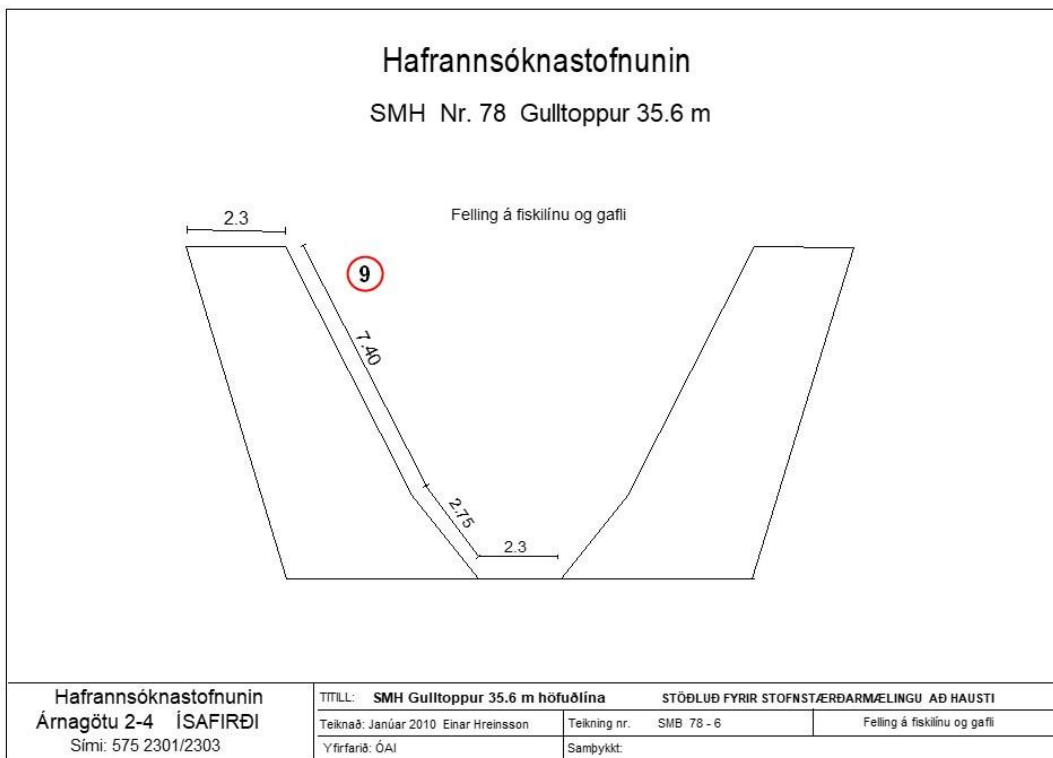 Hafrannsóknastofnunin
SMH Nr. 78 Gulltoppur 35.6 m
Felling á fiskilínu og gafli
2.3
9
7.40
2.75
2.3
Hafrannsóknastofnunin
Árnagötu 2-4 ÍSAFIRÐI
Sími: 575 2301/2303
TITILL: SMH Gulltoppur 35.6 m höfuðlína STÖÐLUÐ FYRIR STOFNSTÆRÐARMÆLINGU AÐ HAUSTI
Teiknað: Janúar 2010 Einar Hreinsson Teikning nr. SMB 78 - 6 Felling á fiskilínu og gafli
Yfirfarið: ÓAI Samþykkt: